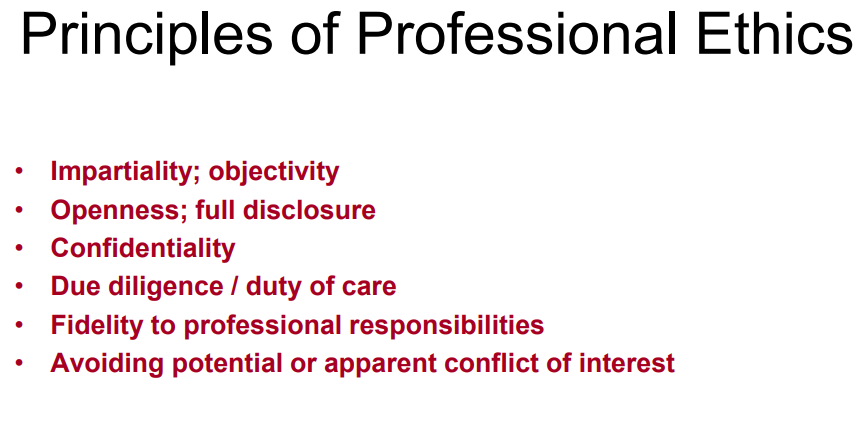 Principles of Professional Ethics
• Impartiality; objectivity
• Openness; full disclosure
• Confidentiality
• Due diligence / duty of care
• Fidelity to professional responsibilities
• Avoiding potential or apparent conflict of interest